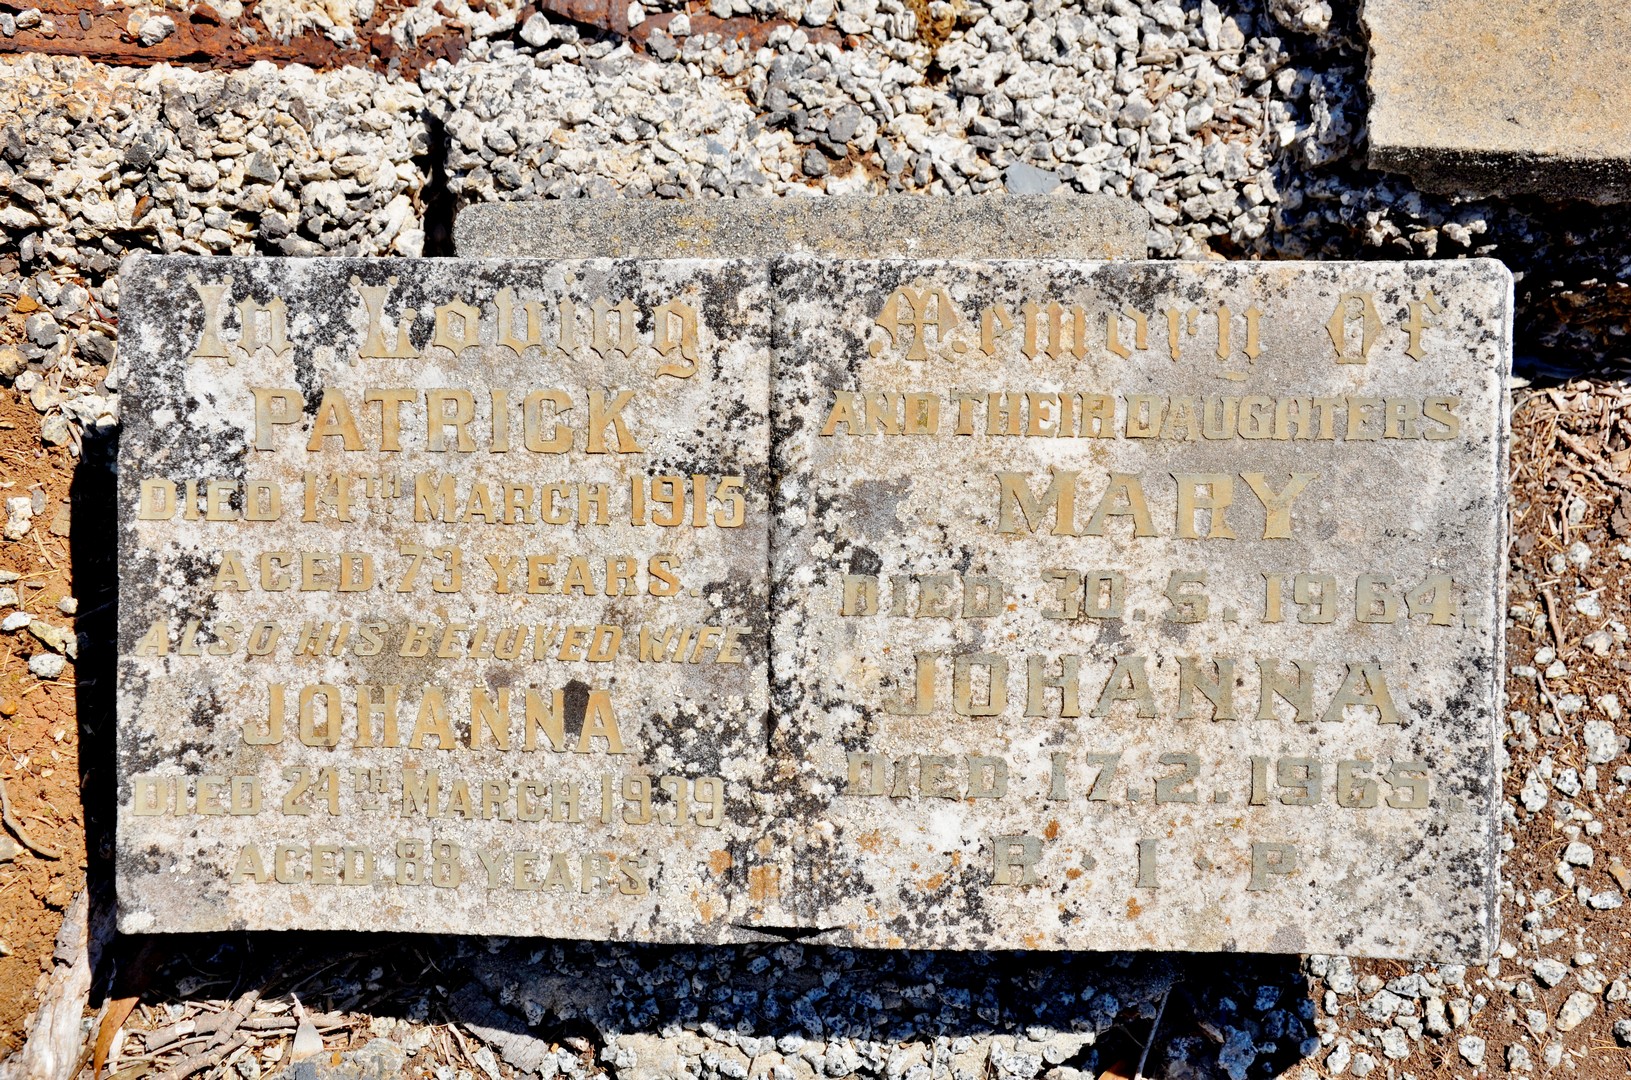 In Loving
PATRICK
DIED 14TH MARCH 1915
AGED 73 YEARS.
ALSO HIS BELOVED WIFE
JOHANNA
DIED 24TH MARCH 1939
AGED 88 YEARS
Memory Of
AND THEIR DAUGHTERS
MARY
DIED 30.5.1964.
JOHANNA
DIED 17.2.1965.
R·I·P